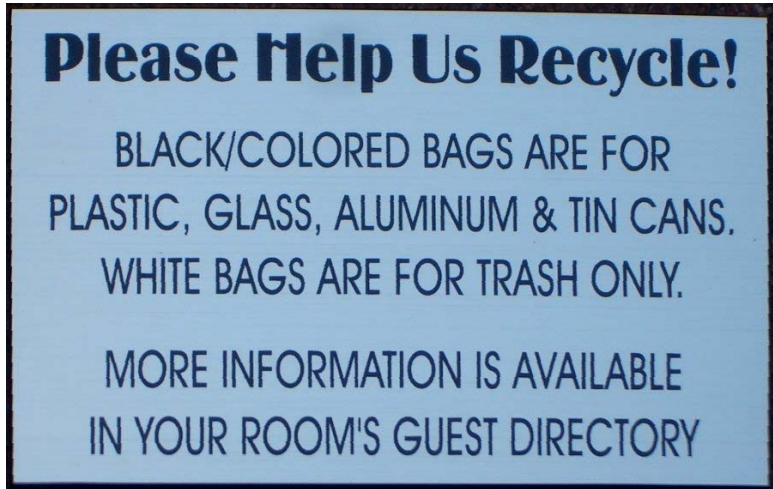 Please Help Us Recycle!
BLACK/COLORED BAGS ARE FOR
PLASTIC, GLASS, ALUMINUM & TIN CANS.
WHITE BAGS ARE FOR TRASH ONLY.
MORE INFORMATION IS AVAILABLE
IN YOUR ROOM'S GUEST DIRECTORY